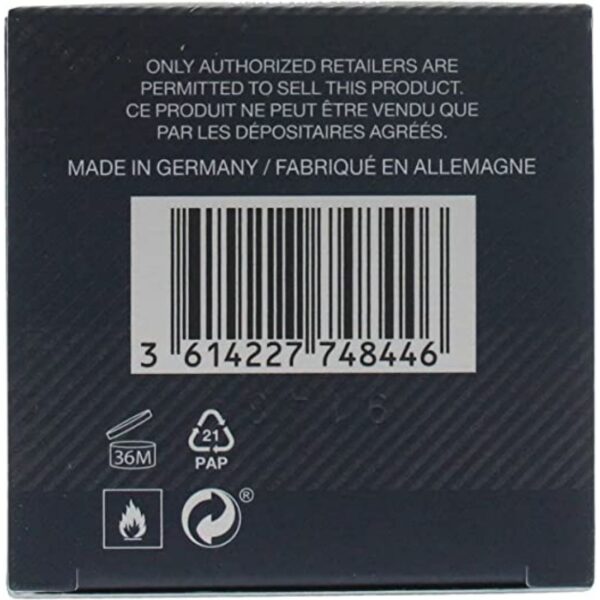 ONLY AUTHORIZED RETAILERS ARE
PERMITTED TO SELL THIS PRODUCT.
CE PRODUIT NE PEUT ÊTRE VENDU QUE
PAR LES DÉPOSITAIRES AGRÉÉS.
MADE IN GERMANY / FABRIQUÉ EN ALLEMAGNE
3 614227 748446
36M
21
PAP
®